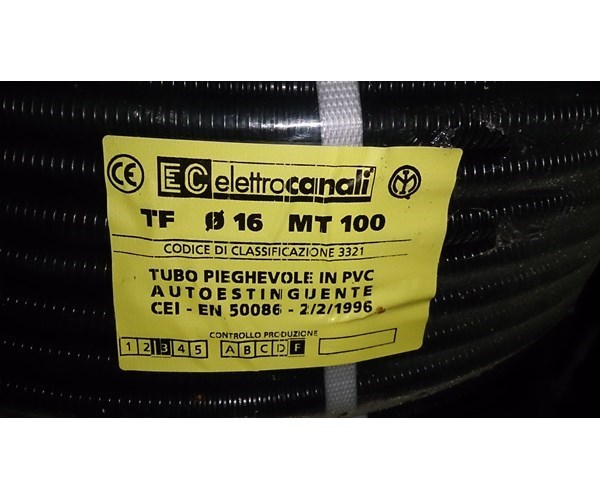 CE EC elettrocanali
TF Ø 16 MT 100
CODICE DI CLASSIFICAZIONE 3321
TUBO PIEGHEVOLE IN PVC
AUTOESTINGUENTE
CEI - EN 50086 - 2/2/1996
CONTROLLO PRODUZIONE
1 2 3 4 5 A B C D F